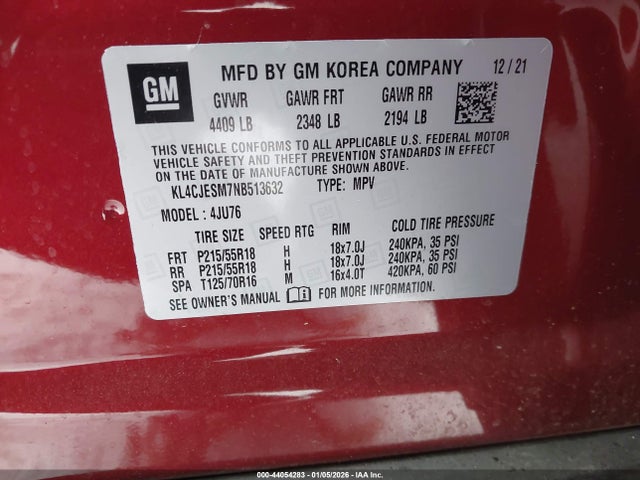 GM MFD BY GM KOREA COMPANY 12/21
GVWR GAWR FRT GAWR RR
4409 LB 2348 LB 2194 LB
THIS VEHICLE CONFORMS TO ALL APPLICABLE U.S. FEDERAL MOTOR
VEHICLE SAFETY AND THEFT PREVENTION STANDARDS IN EFFECT
ON THE DATE OF MANUFACTURE SHOWN ABOVE.
KL4CJESM7NB513632 TYPE: MPV
MODEL: 4JU76
TIRE SIZE SPEED RTG RIM COLD TIRE PRESSURE
FRT P215/55R18 H 18x7.0J 240KPA, 35 PSI
RR P215/55R18 H 18x7.0J 240KPA, 35 PSI
SPA T125/70R16 M 16x4.0T 420KPA, 60 PSI
SEE OWNER'S MANUAL FOR MORE INFORMATION.
000-44054283 - 01/05/2026 - IAA Inc.